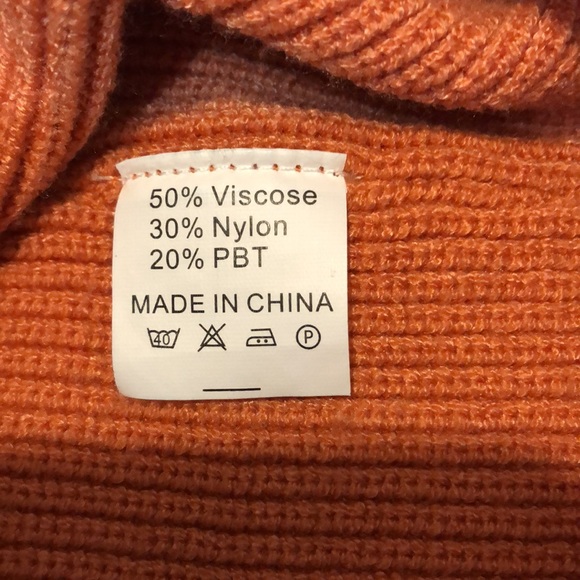 50% Viscose
30% Nylon
20% PBT
MADE IN CHINA
40 P